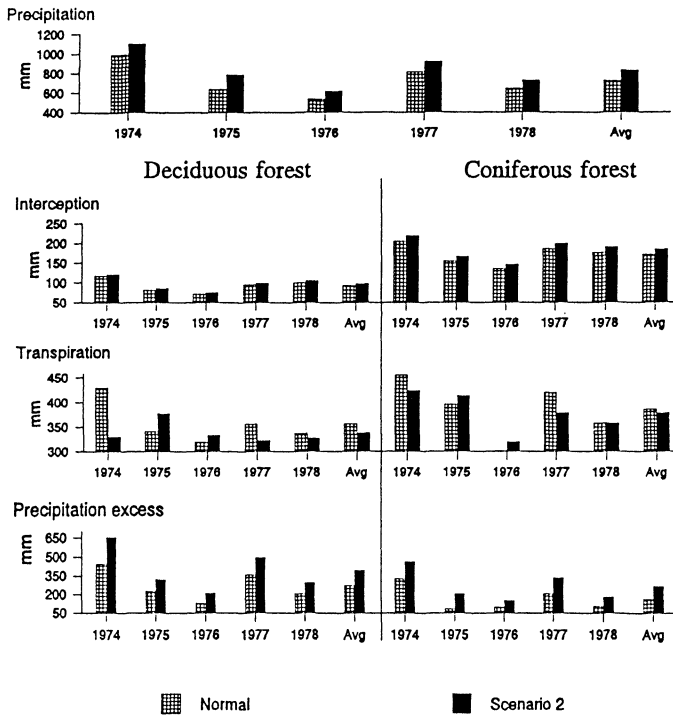 Precipitation
1200
1000
800
600
400
mm
1974 1975 1976 1977 1978 Avg
Deciduous forest Coniferous forest
Interception
250
200
150
100
50
mm
1974 1975 1976 1977 1978 Avg 1974 1975 1976 1977 1978 Avg
Transpiration
450
400
350
300
mm
1974 1975 1976 1977 1978 Avg 1974 1975 1976 1977 1978 Avg
Precipitation excess
650
500
350
200
50
mm
1974 1975 1976 1977 1978 Avg 1974 1975 1976 1977 1978 Avg
Normal Scenario 2